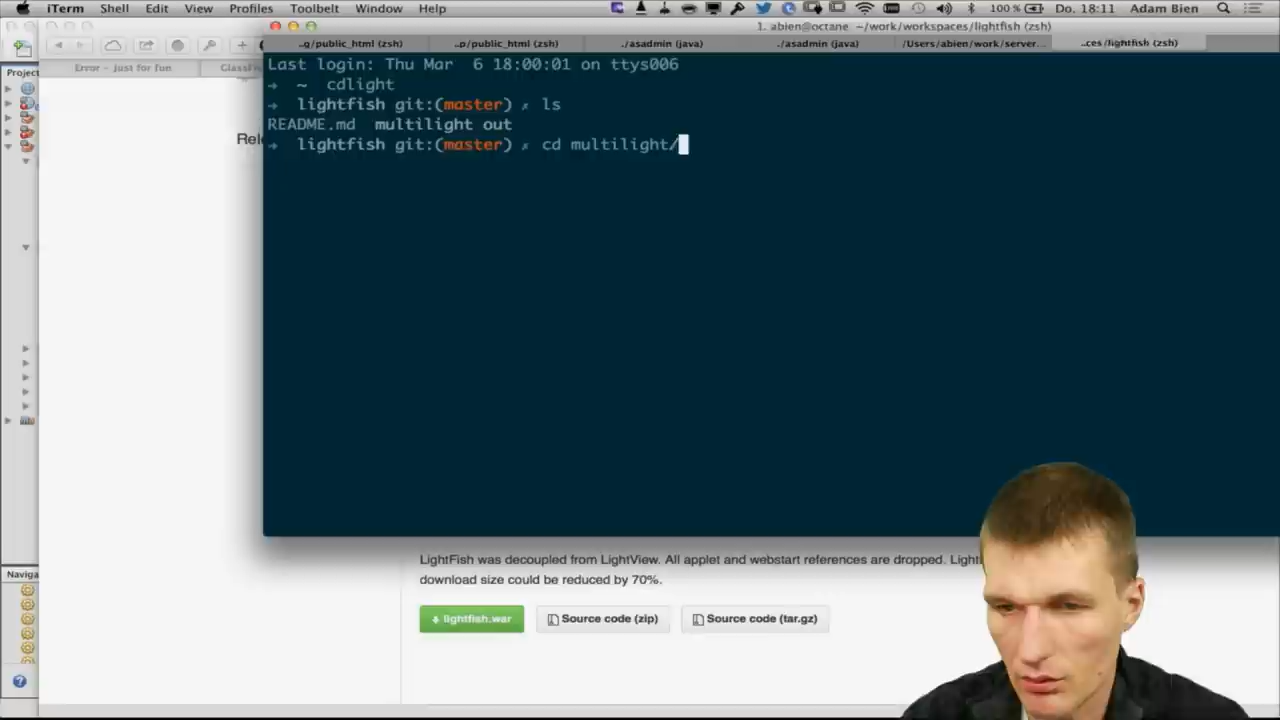 iTerm Shell Edit View Profiles Toolbelt Window Help 100 % Do. 18:11 Adam Bien
1. abien@octane ~/work/workspaces/lightfish (zsh)
..g/public_html (zsh) ..p/public_html (zsh) ./asadmin (java) ./asadmin (java) /Users/abien/work/server... ..ces/lightfish (zsh)
Error – just for fun
Projec
Last login: Thu Mar 6 18:00:01 on ttys006
→ ~ cdlight
→ lightfish git:(master) ✗ ls
README.md multilight out
→ lightfish git:(master) ✗ cd multilight/
LightFish was decoupled from LightView. All applet and webstart references are dropped.
download size could be reduced by 70%.
lightfish.war Source code (zip) Source code (tar.gz)
Naviga